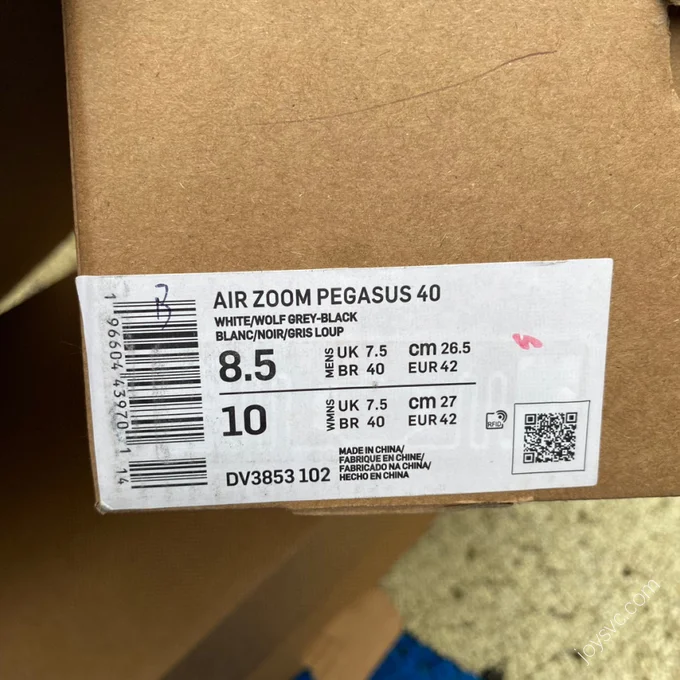 AIR ZOOM PEGASUS 40
WHITE/WOLF GREY-BLACK
BLANC/NOIR/GRIS LOUP
8.5 MENS UK 7.5 cm 26.5
BR 40 EUR 42
10 WMNS UK 7.5 cm 27
BR 40 EUR 42
DV3853 102
MADE IN CHINA/
FABRIQUE EN CHINE/
FABRICADO NA CHINA/
HECHO EN CHINA
RFID
1 96604 43970 1 14
joysvc.com